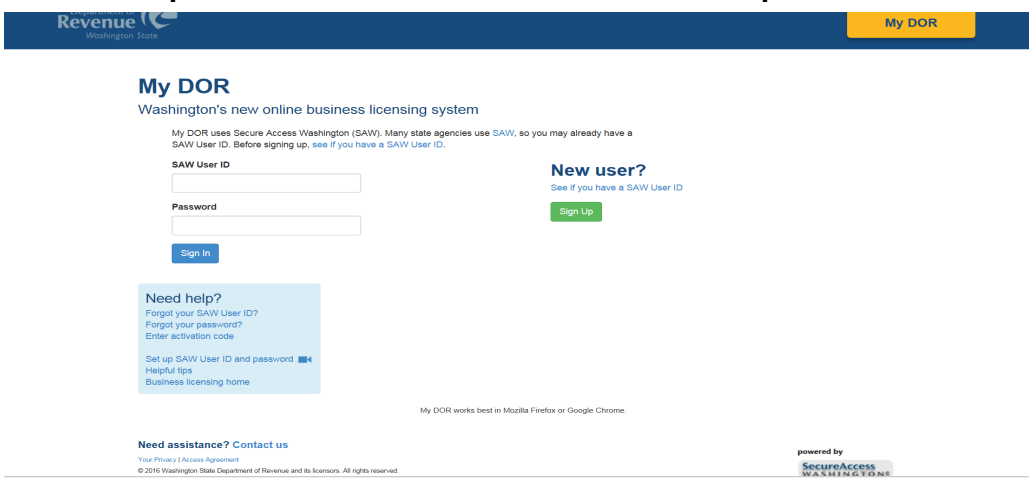 Revenue
Washington State
My DOR
My DOR
Washington's new online business licensing system
My DOR uses Secure Access Washington (SAW). Many state agencies use SAW, so you may already have a
SAW User ID. Before signing up, see if you have a SAW User ID.
SAW User ID
Password
Sign In
New user?
See if you have a SAW User ID
Sign Up
Need help?
Forgot your SAW User ID?
Forgot your password?
Enter activation code
Set up SAW User ID and password
Helpful tips
Business licensing home
My DOR works best in Mozilla Firefox or Google Chrome.
Need assistance? Contact us
Your Privacy | Access Agreement
© 2016 Washington State Department of Revenue and its licensors. All rights reserved.
powered by
SecureAccess
WASHINGTON®